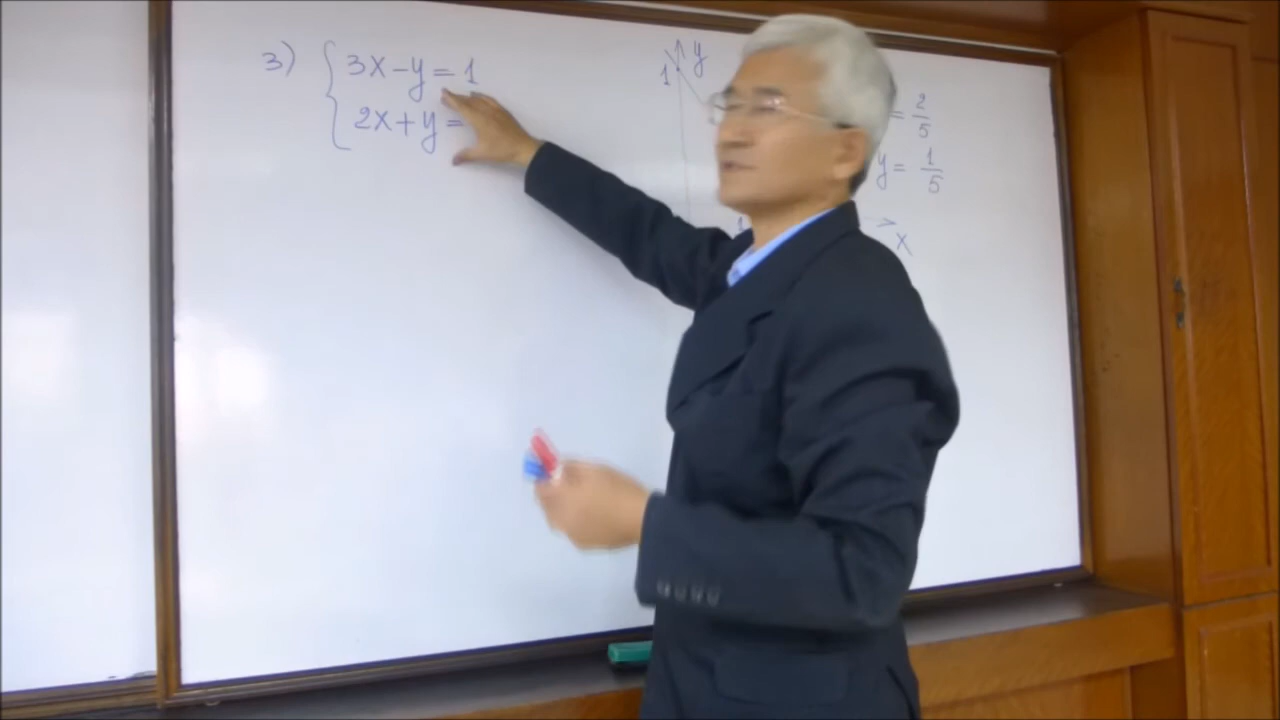 3) { 3x-y=1
2x+y=
y
1
= 2/5
y = 1/5
x